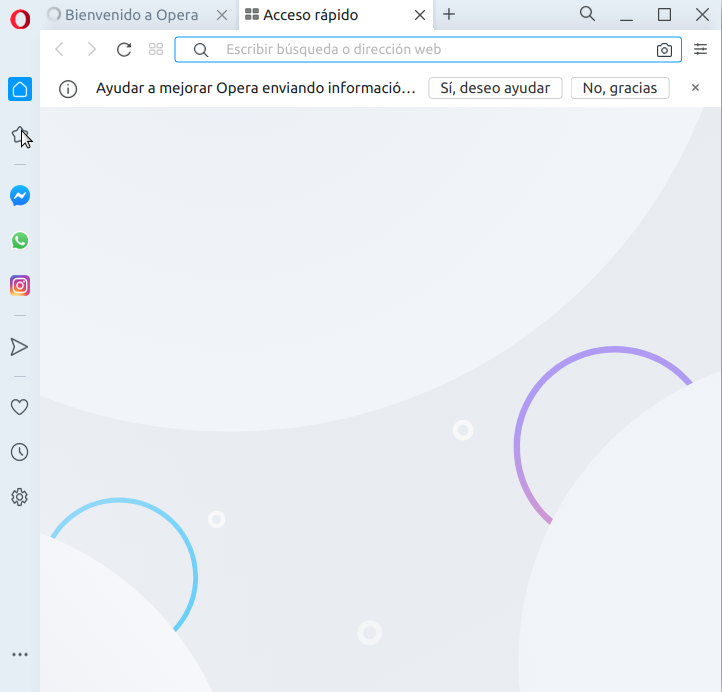 Bienvenido a Opera
Acceso rápido
Escribir búsqueda o dirección web
Ayudar a mejorar Opera enviando informació…
Sí, deseo ayudar
No, gracias